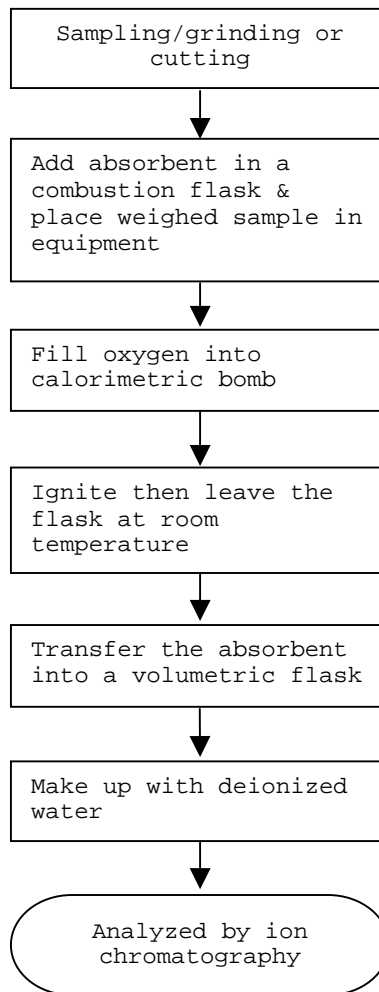 Sampling/grinding or
cutting
Add absorbent in a
combustion flask &
place weighed sample in
equipment
Fill oxygen into
calorimetric bomb
Ignite then leave the
flask at room
temperature
Transfer the absorbent
into a volumetric flask
Make up with deionized
water
Analyzed by ion
chromatography